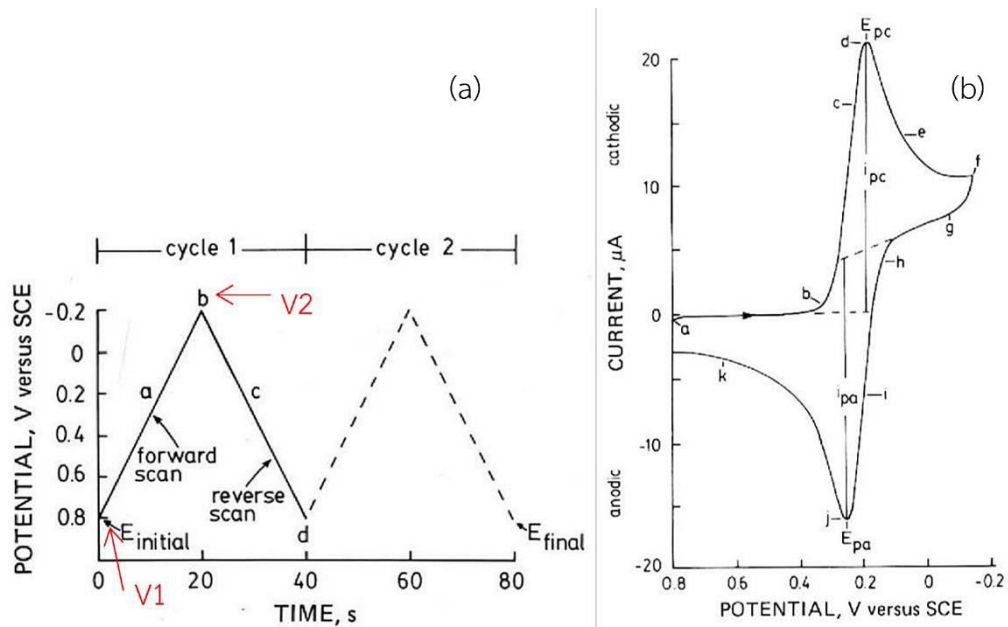 (a)
cycle 1
cycle 2
b
V2
-0.2
0
0.2
0.4
0.6
0.8
POTENTIAL, V versus SCE
a
c
forward
scan
reverse
scan
E initial
d
E final
V1
0
20
40
60
80
TIME, s
(b)
E pc
d
20
c
e
cathodic
i pc
f
10
g
h
b
0
a
CURRENT, µA
k
i pa
i
-10
anodic
j
E pa
-20
0.8
0.6
0.4
0.2
0
-0.2
POTENTIAL, V versus SCE